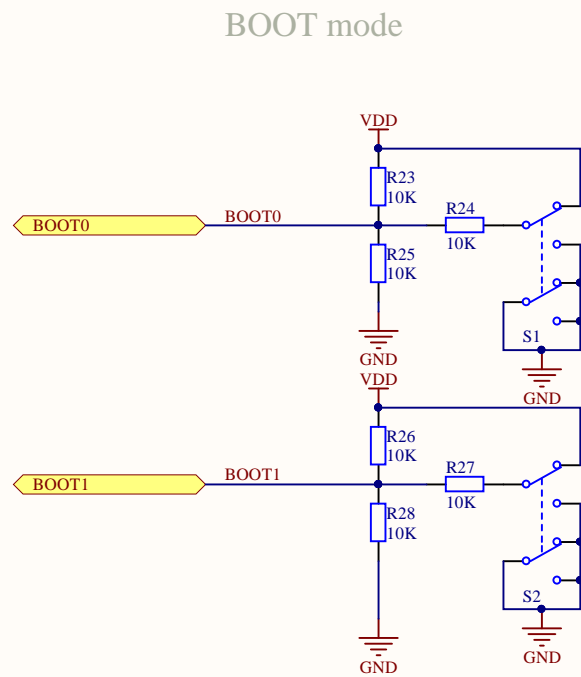 BOOT mode
VDD
R23
10K
BOOT0
BOOT0
R24
10K
R25
10K
S1
GND
GND
VDD
R26
10K
BOOT1
BOOT1
R27
10K
R28
10K
S2
GND
GND